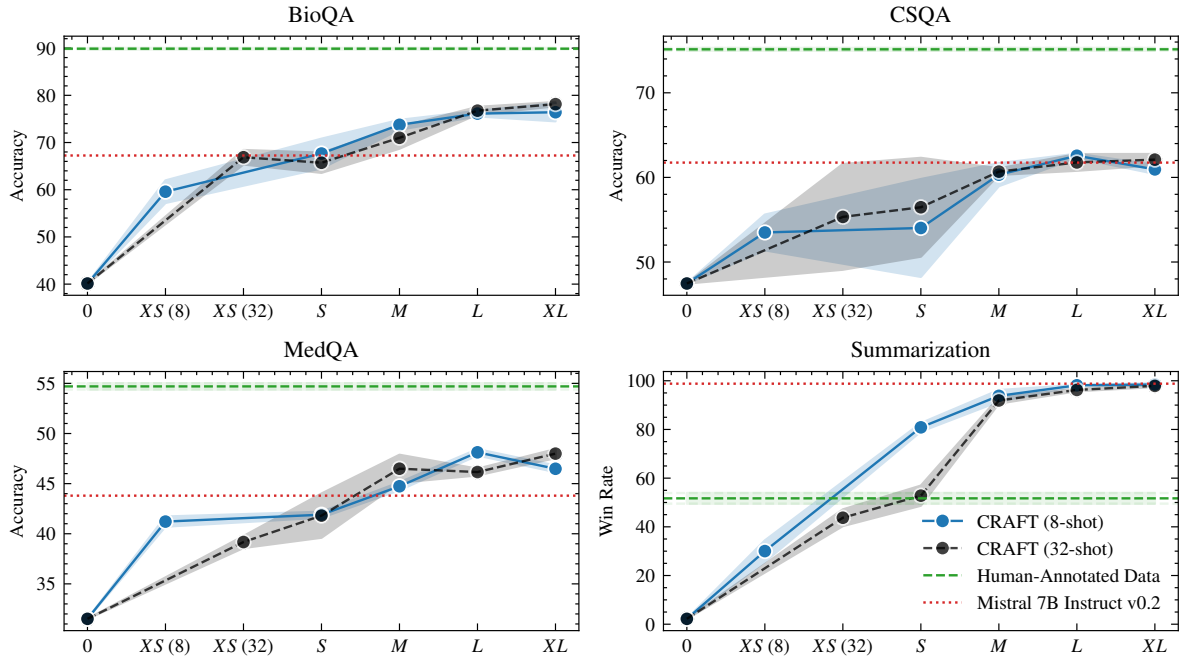 BioQA
Accuracy
90
80
70
60
50
40
0 XS (8) XS (32) S M L XL
CSQA
Accuracy
70
60
50
0 XS (8) XS (32) S M L XL
MedQA
Accuracy
55
50
45
40
35
0 XS (8) XS (32) S M L XL
Summarization
Win Rate
100
80
60
40
20
0
CRAFT (8-shot)
CRAFT (32-shot)
Human-Annotated Data
Mistral 7B Instruct v0.2
0 XS (8) XS (32) S M L XL